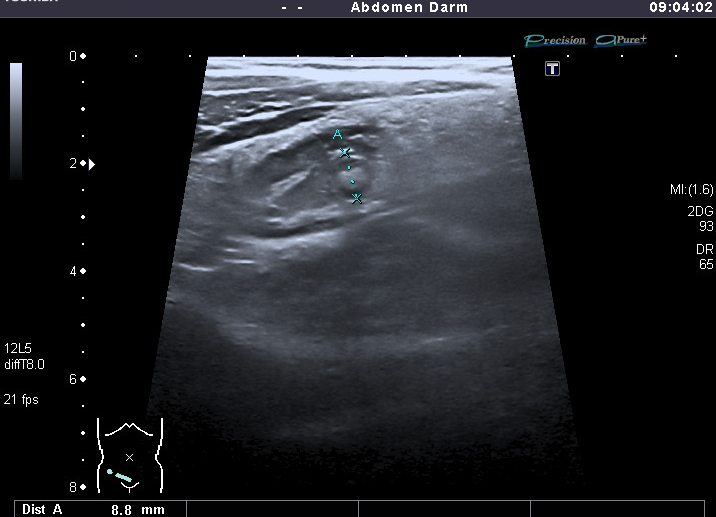 - - Abdomen Darm 09:04:02
Precision APure+
T
0
A
2
MI:(1.6)
2DG
93
DR
65
4
12L5
diffT8.0
6
21 fps
8
Dist A 8.8 mm